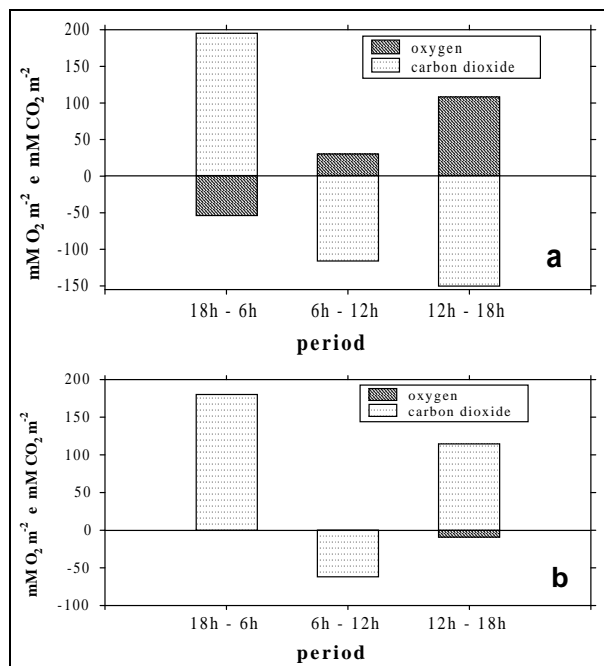 200
150
100
50
0
-50
-100
-150
mM O₂ m⁻² e mM CO₂ m⁻²
oxygen
carbon dioxide
a
18h - 6h 6h - 12h 12h - 18h
period
200
150
100
50
0
-50
-100
mM O₂ m⁻² e mM CO₂ m⁻²
oxygen
carbon dioxide
b
18h - 6h 6h - 12h 12h - 18h
period